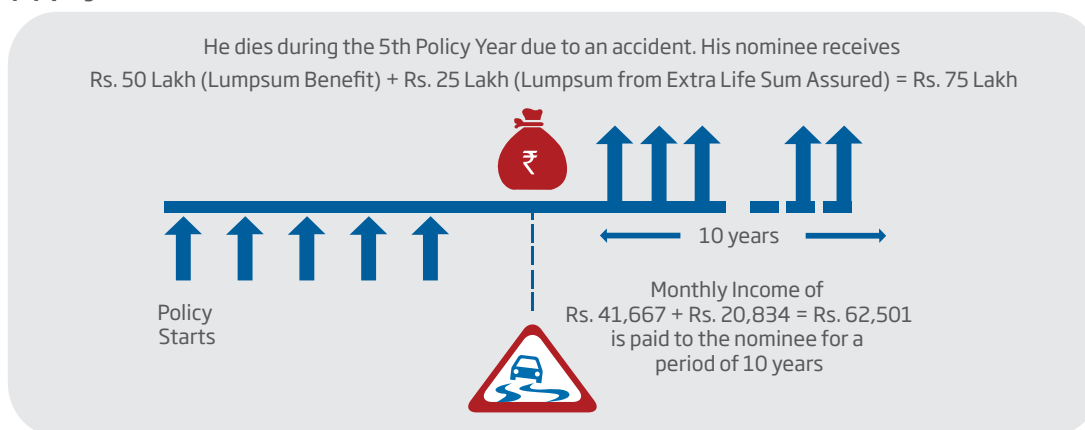 He dies during the 5th Policy Year due to an accident. His nominee receives
Rs. 50 Lakh (Lumpsum Benefit) + Rs. 25 Lakh (Lumpsum from Extra Life Sum Assured) = Rs. 75 Lakh
₹
10 years
Policy
Starts
Monthly Income of
Rs. 41,667 + Rs. 20,834 = Rs. 62,501
is paid to the nominee for a
period of 10 years